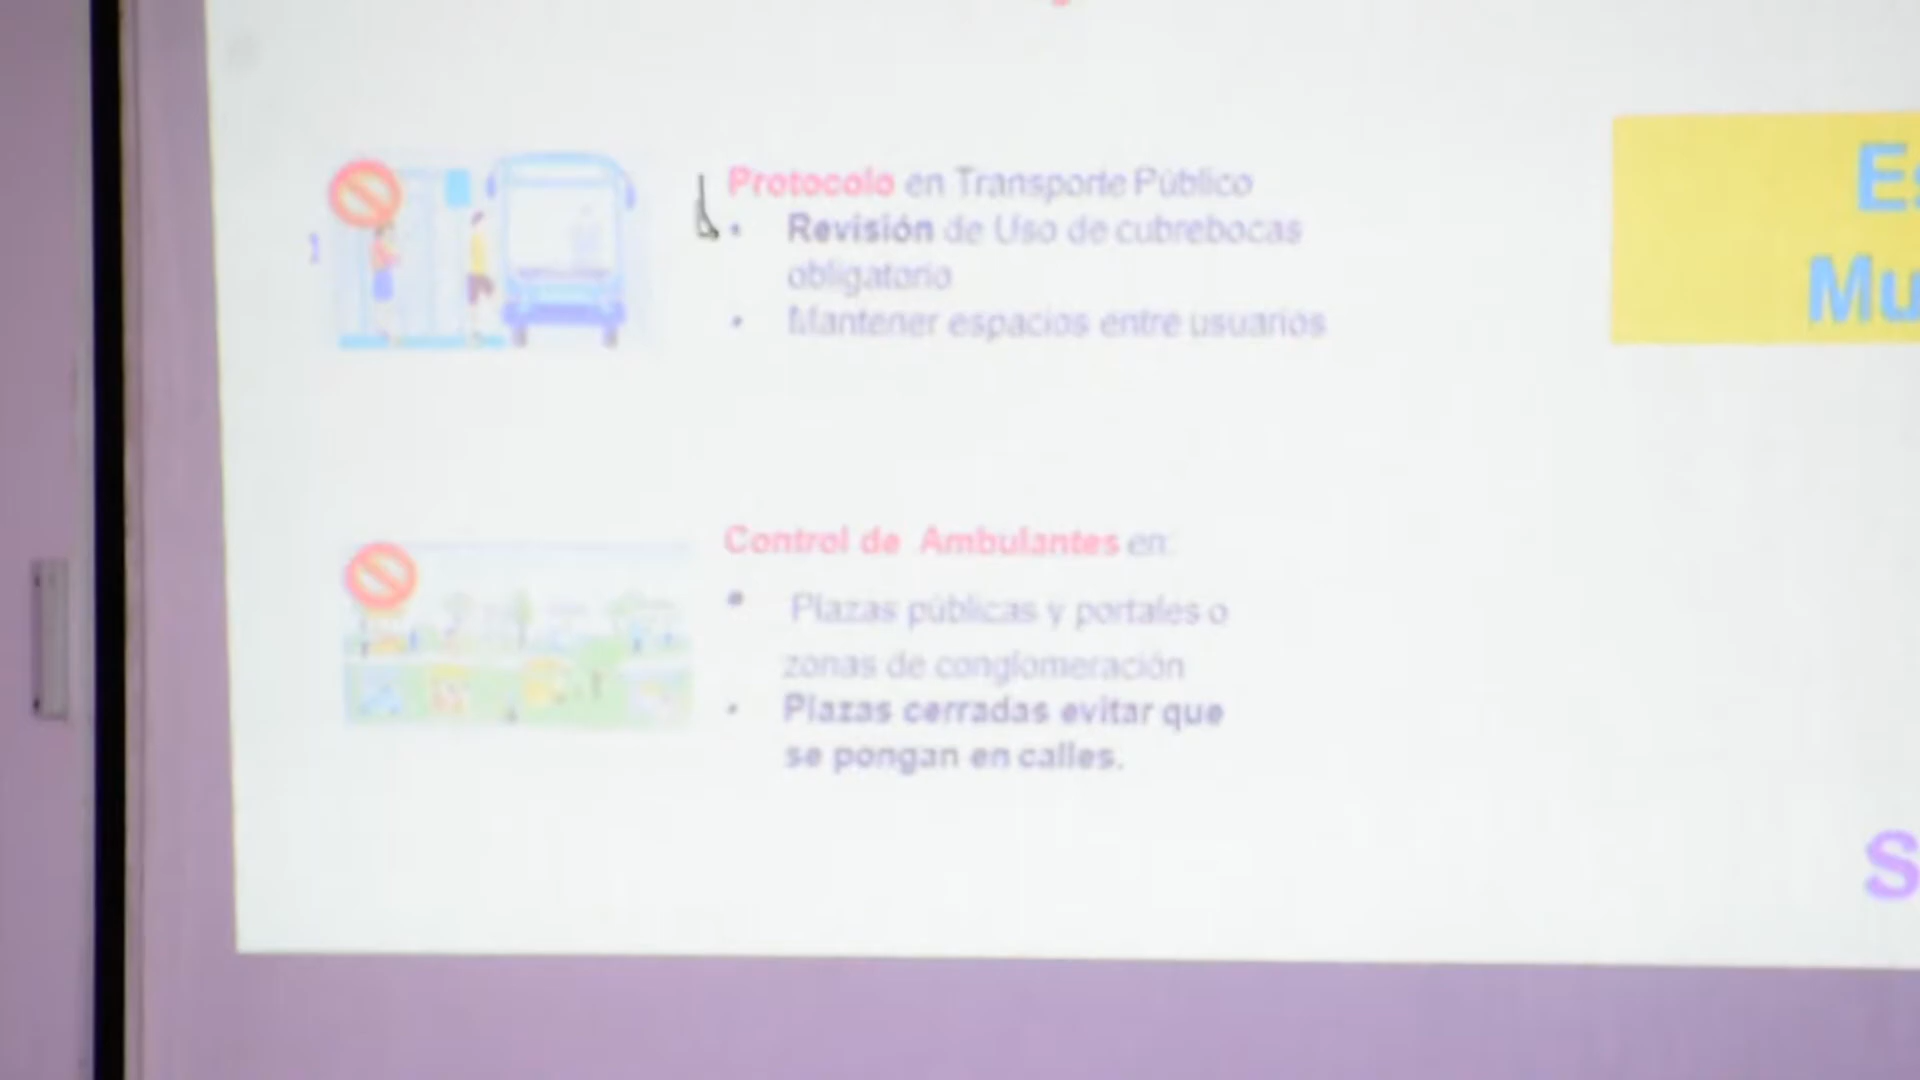 Protocolo en Transporte Público
• Revisión de Uso de cubrebocas
obligatorio
• Mantener espacios entre usuarios
Control de Ambulantes en:
• Plazas públicas y portales o
zonas de conglomeración
• Plazas cerradas evitar que
se pongan en calles.